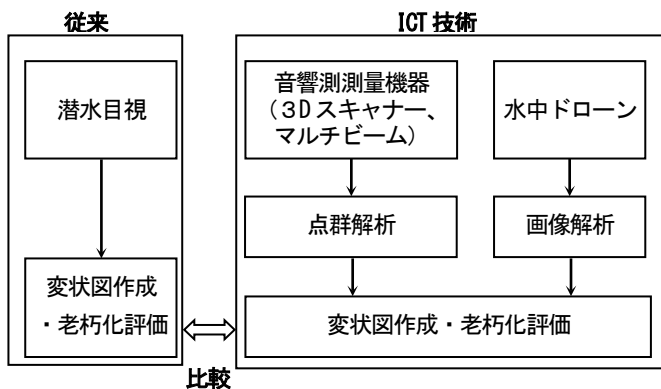 従来
潜水目視
変状図作成
・老朽化評価
ICT 技術
音響測測量機器
(3Dスキャナー、
マルチビーム)
水中ドローン
点群解析
画像解析
変状図作成・老朽化評価
比較